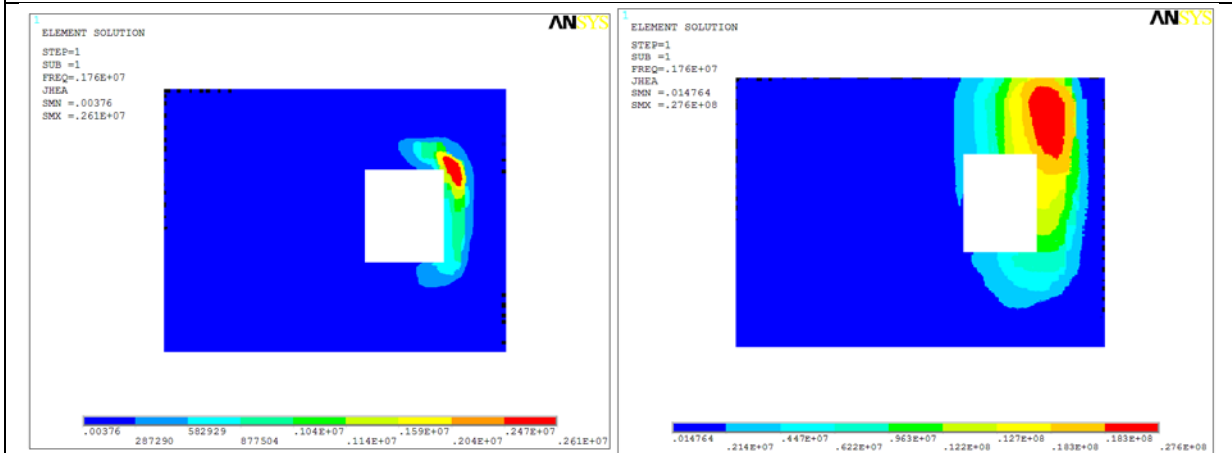 1
ANSYS
ELEMENT SOLUTION
STEP=1
SUB =1
FREQ=.176E+07
JHEA
SMN =.00376
SMX =.261E+07
.00376 582929 .104E+07 .159E+07 .247E+07
287290 877504 .114E+07 .204E+07 .261E+07
1
ANSYS
ELEMENT SOLUTION
STEP=1
SUB =1
FREQ=.176E+07
JHEA
SMN =.014764
SMX =.276E+08
.014764 .447E+07 .963E+07 .127E+08 .183E+08
.214E+07 .622E+07 .122E+08 .183E+08 .276E+08